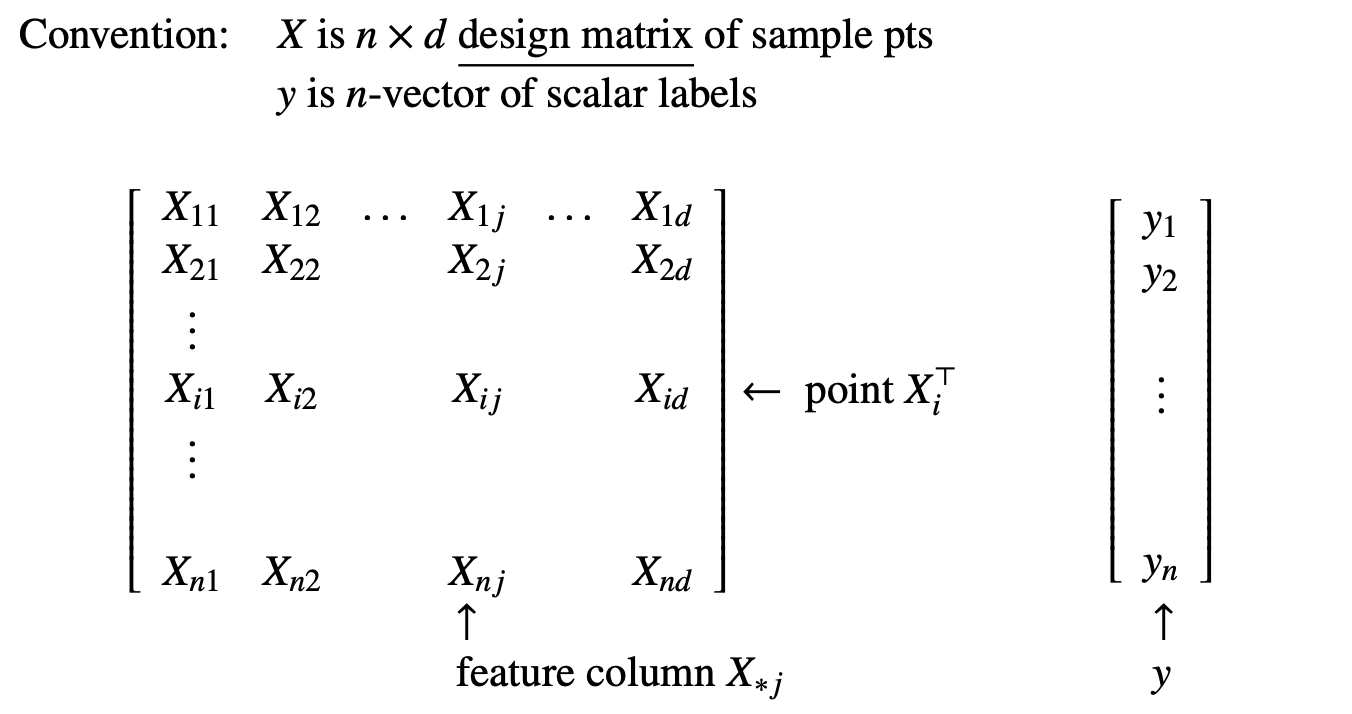 Convention: X is n × d design matrix of sample pts
y is n-vector of scalar labels
X₁₁ X₁₂ … X₁ⱼ … X₁d y₁
X₂₁ X₂₂ X₂ⱼ X₂d y₂
⋮
Xᵢ₁ Xᵢ₂ Xᵢⱼ Xᵢd ← point Xᵢ⊤ ⋮
⋮
Xₙ₁ Xₙ₂ Xₙⱼ Xₙd yₙ
↑ ↑
feature column X∗ⱼ y